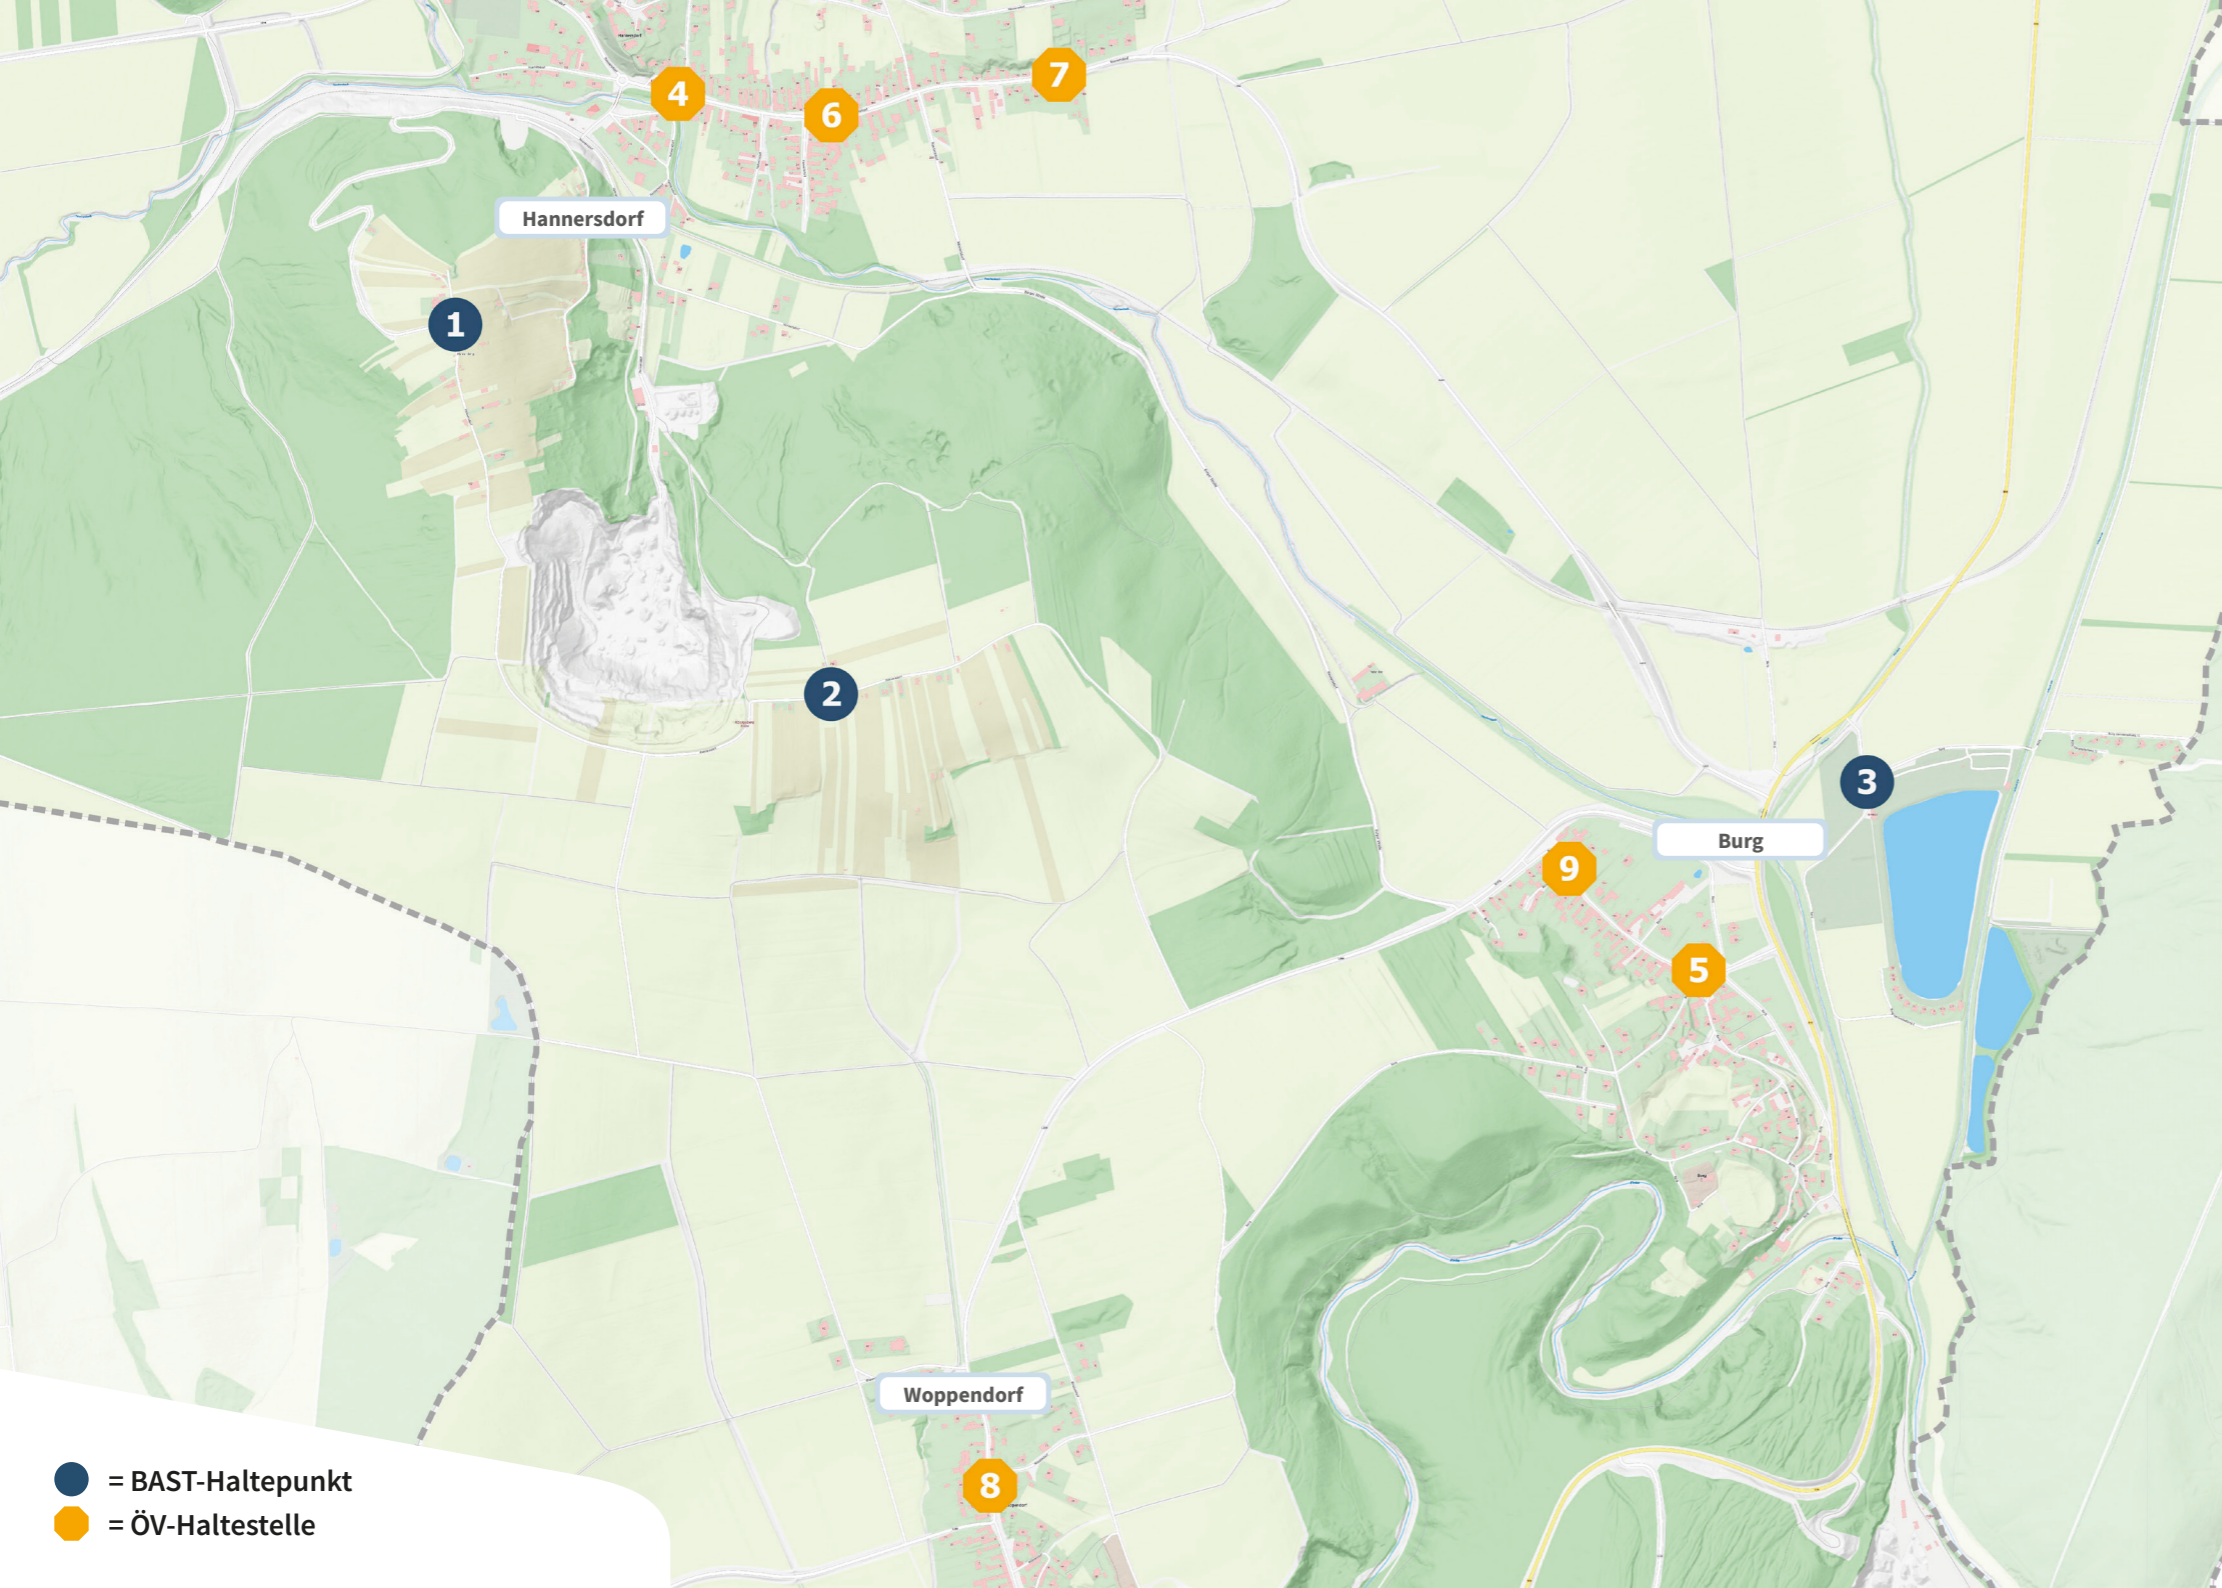 7
4
6
Hannersdorf
1
2
3
Burg
9
5
Woppendorf
8
= BAST-Haltepunkt
= ÖV-Haltestelle